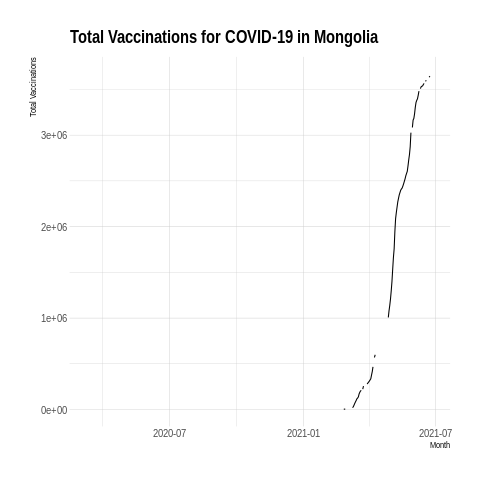 Total Vaccinations for COVID-19 in Mongolia
Total Vaccinations
3e+06
2e+06
1e+06
0e+00
2020-07
2021-01
2021-07
Month